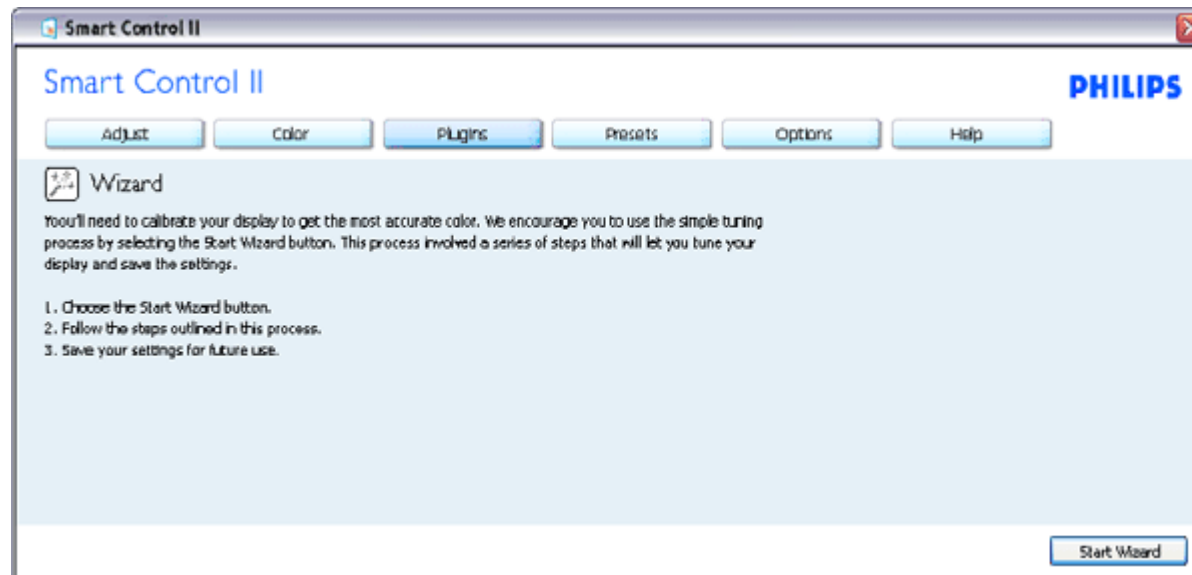 Smart Control II
Smart Control II
PHILIPS
Adjust
Color
Plugins
Presets
Options
Help
Wizard
Yoou'll need to calibrate your display to get the most accurate color. We encourage you to use the simple tuning
process by selecting the Start Wizard button. This process involved a series of steps that will let you tune your
display and save the settings.
1. Choose the Start Wizard button.
2. Follow the steps outlined in this process.
3. Save your settings for future use.
Start Wizard